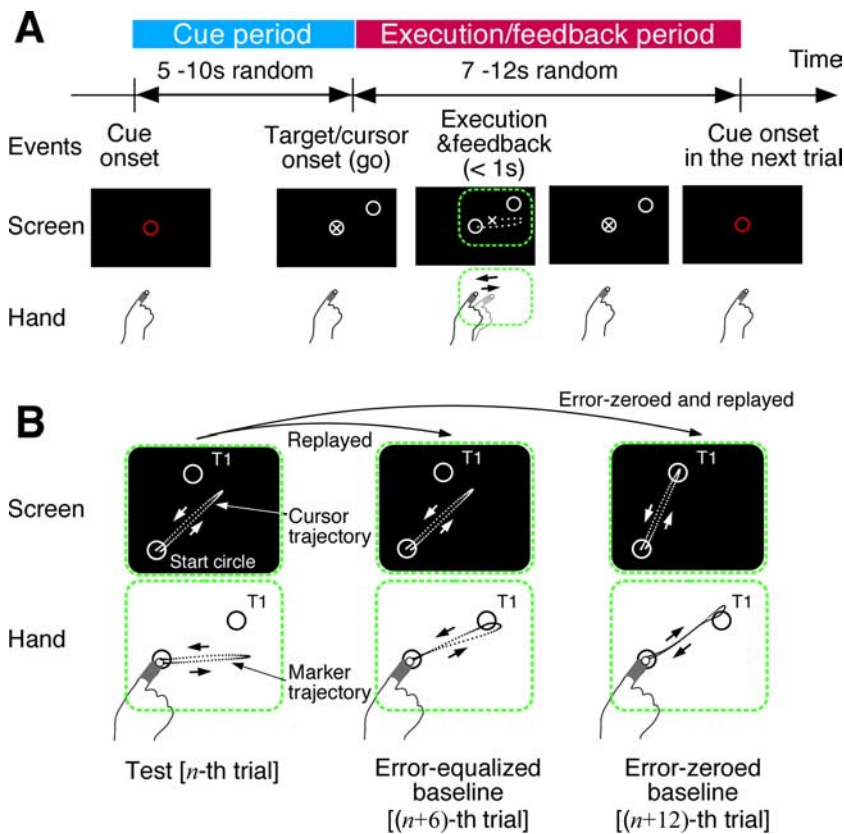 A
Cue period
Execution/feedback period
5 -10s random
7 -12s random
Time
Events
Cue
onset
Target/cursor
onset (go)
Execution
&feedback
(< 1s)
Cue onset
in the next trial
Screen
Hand
B
Error-zeroed and replayed
Replayed
Screen
T1
Cursor
trajectory
Start circle
T1
T1
Hand
T1
Marker
trajectory
T1
T1
Test [n-th trial]
Error-equalized
baseline
[(n+6)-th trial]
Error-zeroed
baseline
[(n+12)-th trial]